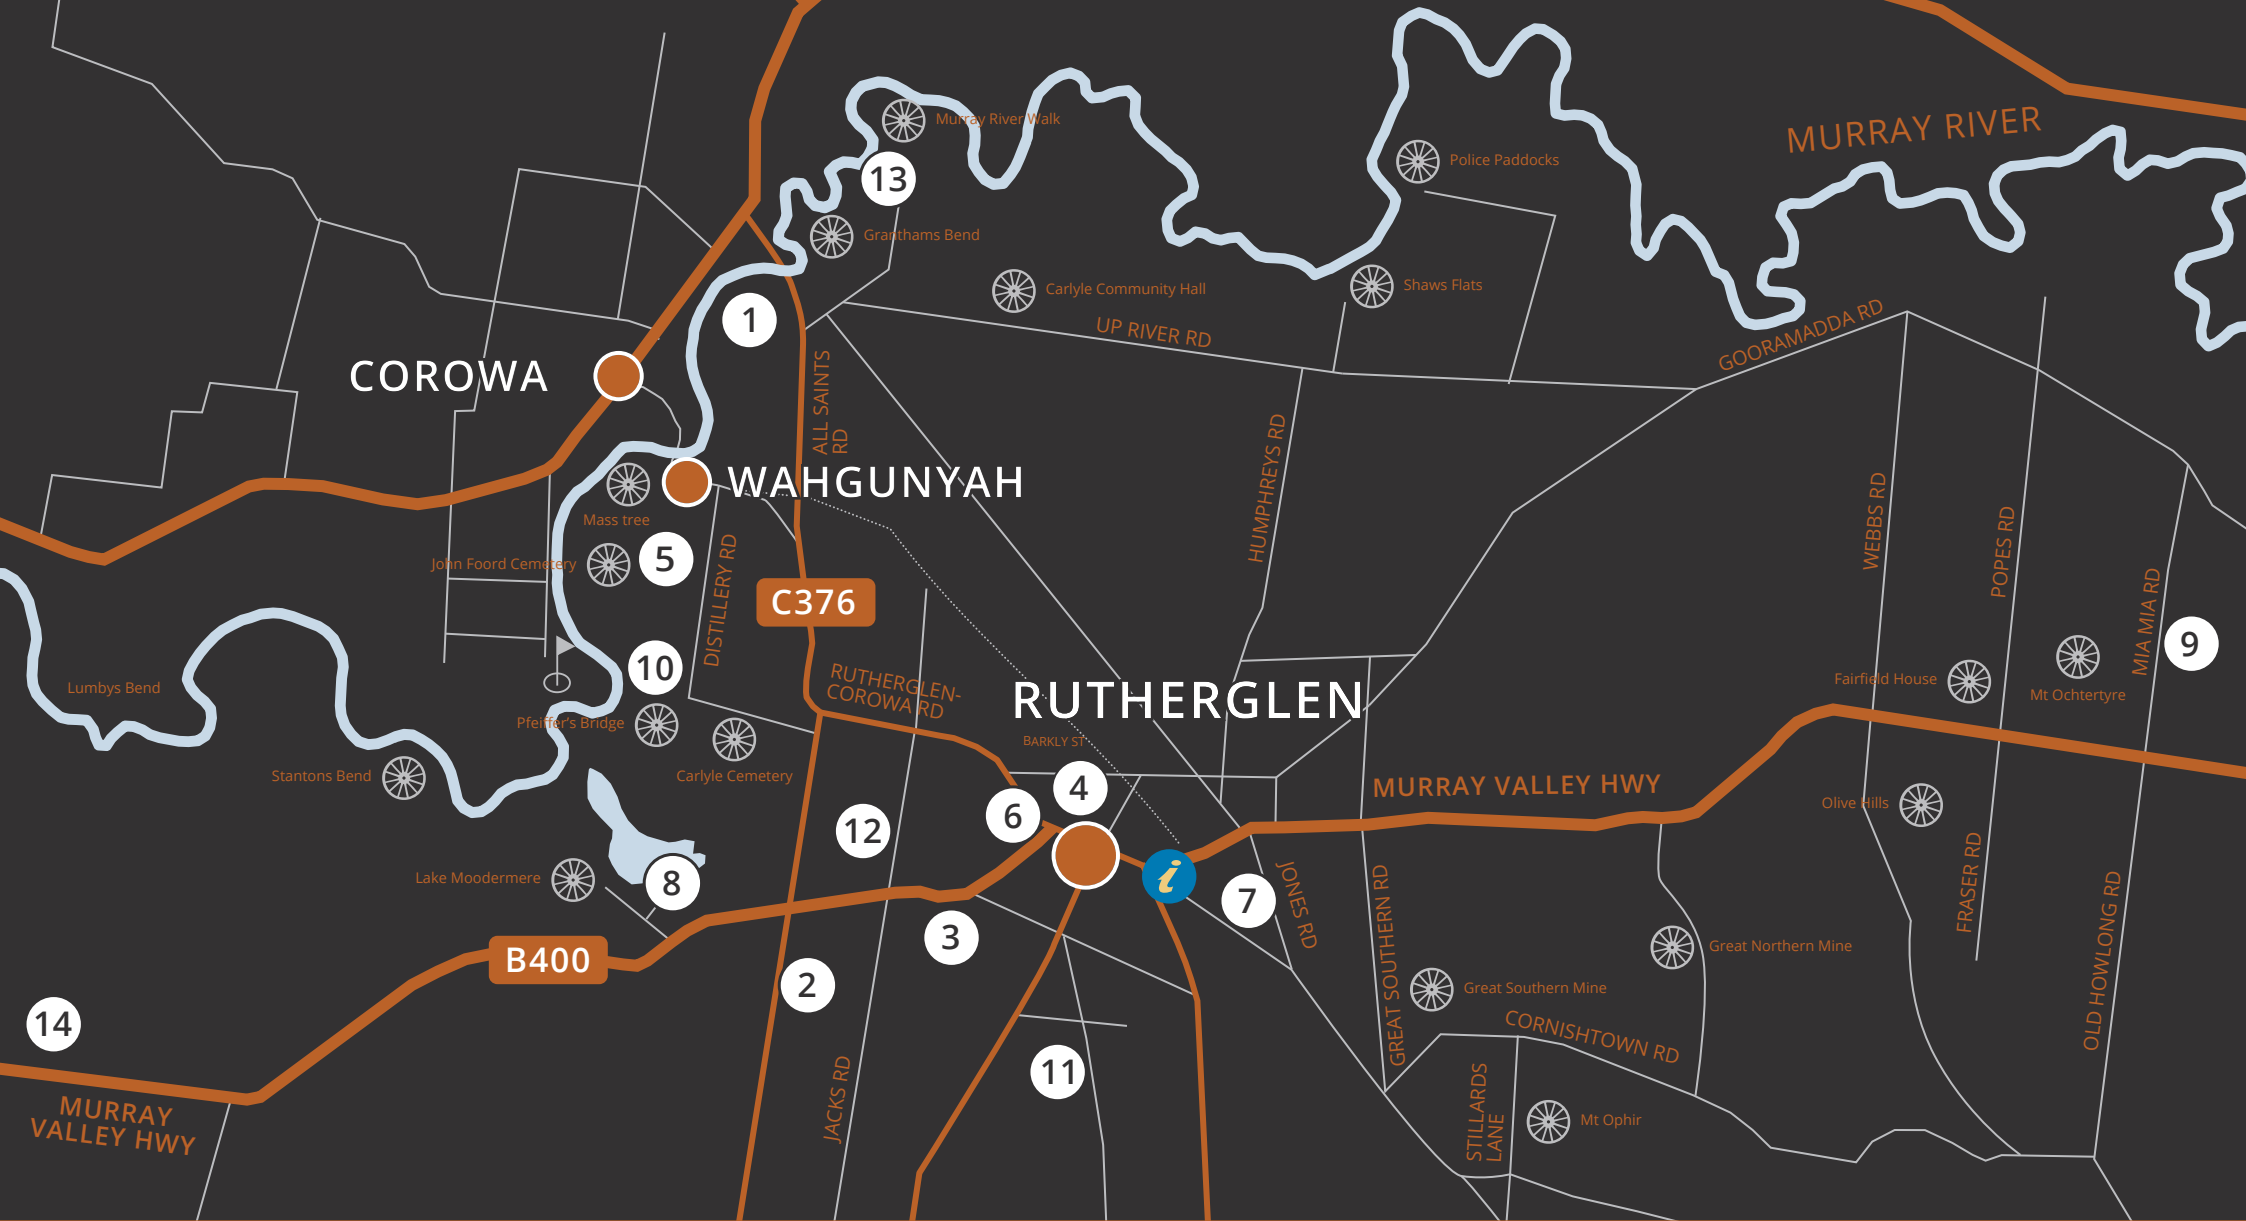 MURRAY RIVER
Murray River Walk
Police Paddocks
13
Granthams Bend
Carlyle Community Hall
Shaws Flats
1
UP RIVER RD
GOORAMADDA RD
COROWA
ALL SAINTS
RD
WAHGUNYAH
HUMPHREYS RD
WEBBS RD
POPES RD
Mass tree
John Foord Cemetery
5
DISTILLERY RD
C376
MIA MIA RD
9
10
Lumbys Bend
RUTHERGLEN-
COROWA RD
RUTHERGLEN
Fairfield House
Mt Ochtertyre
Pfeiffer's Bridge
BARKLY ST
Stantons Bend
Carlyle Cemetery
4
MURRAY VALLEY HWY
6
12
Olive Hills
Lake Moodermere
8
7
JONES RD
GREAT SOUTHERN RD
FRASER RD
OLD HOWLONG RD
3
B400
Great Northern Mine
2
Great Southern Mine
14
CORNISHTOWN RD
11
JACKS RD
MURRAY
VALLEY HWY
STILLARDS
LANE
Mt Ophir
i